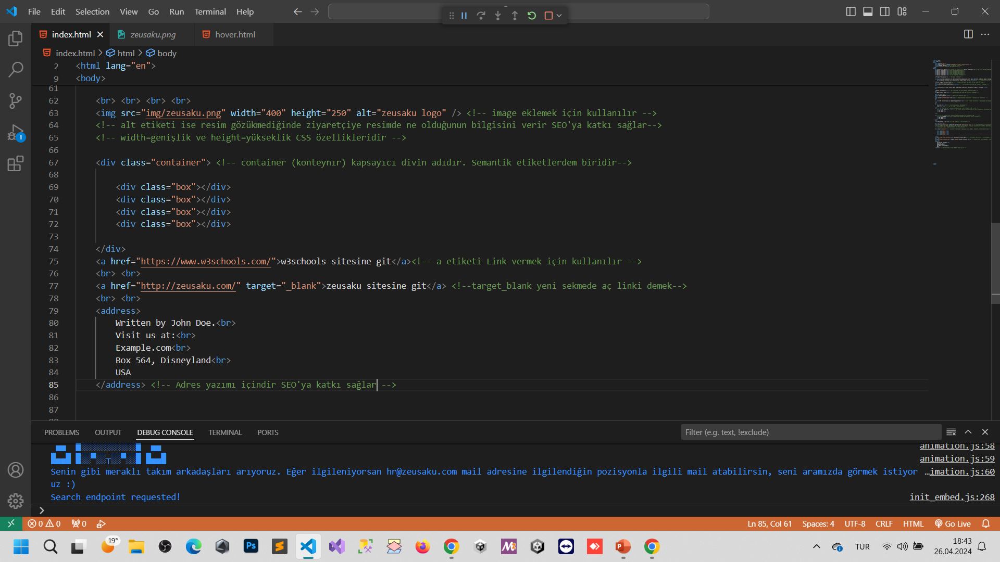 File Edit Selection View Go Run Terminal Help
index.html zeusaku.png hover.html
index.html > html > body
2 <html lang="en">
9 <body>
61
62 <br> <br> <br> <br>
63 <img src="img/zeusaku.png" width="400" height="250" alt="zeusaku logo" /> <!-- image eklemek için kullanılır -->
64 <!-- alt etiketi ise resim gözükmediğinde ziyaretçiye resimde ne olduğunun bilgisini verir SEO'ya katkı sağlar-->
65 <!-- width=genişlik ve height=yükseklik CSS özellikleridir -->
66
67 <div class="container"> <!-- container (konteynır) kapsayıcı divin adıdır. Semantik etiketlerdem biridir-->
68
69 <div class="box"></div>
70 <div class="box"></div>
71 <div class="box"></div>
72 <div class="box"></div>
73
74 </div>
75 <a href="https://www.w3schools.com/">w3schools sitesine git</a><!-- a etiketi Link vermek için kullanılır -->
76 <br> <br>
77 <a href="http://zeusaku.com/" target="_blank">zeusaku sitesine git</a> <!--target_blank yeni sekmede aç linki demek-->
78 <br> <br>
79 <address>
80 Written by John Doe.<br>
81 Visit us at:<br>
82 Example.com<br>
83 Box 564, Disneyland<br>
84 USA
85 </address> <!-- Adres yazımı içindir SEO'ya katkı sağlar -->
86
87
PROBLEMS OUTPUT DEBUG CONSOLE TERMINAL PORTS Filter (e.g. text, !exclude)
animation.js:58
animation.js:59
Senin gibi meraklı takım arkadaşları arıyoruz. Eğer ilgileniyorsan hr@zeusaku.com mail adresine ilgilendiğin pozisyonla ilgili mail atabilirsin, seni aramızda görmek istiyor …imation.js:60
uz :)
Search endpoint requested! init_embed.js:268
0 0 0 Ln 85, Col 61 Spaces: 4 UTF-8 CRLF HTML Go Live
19° Ps TUR 18:43
26.04.2024